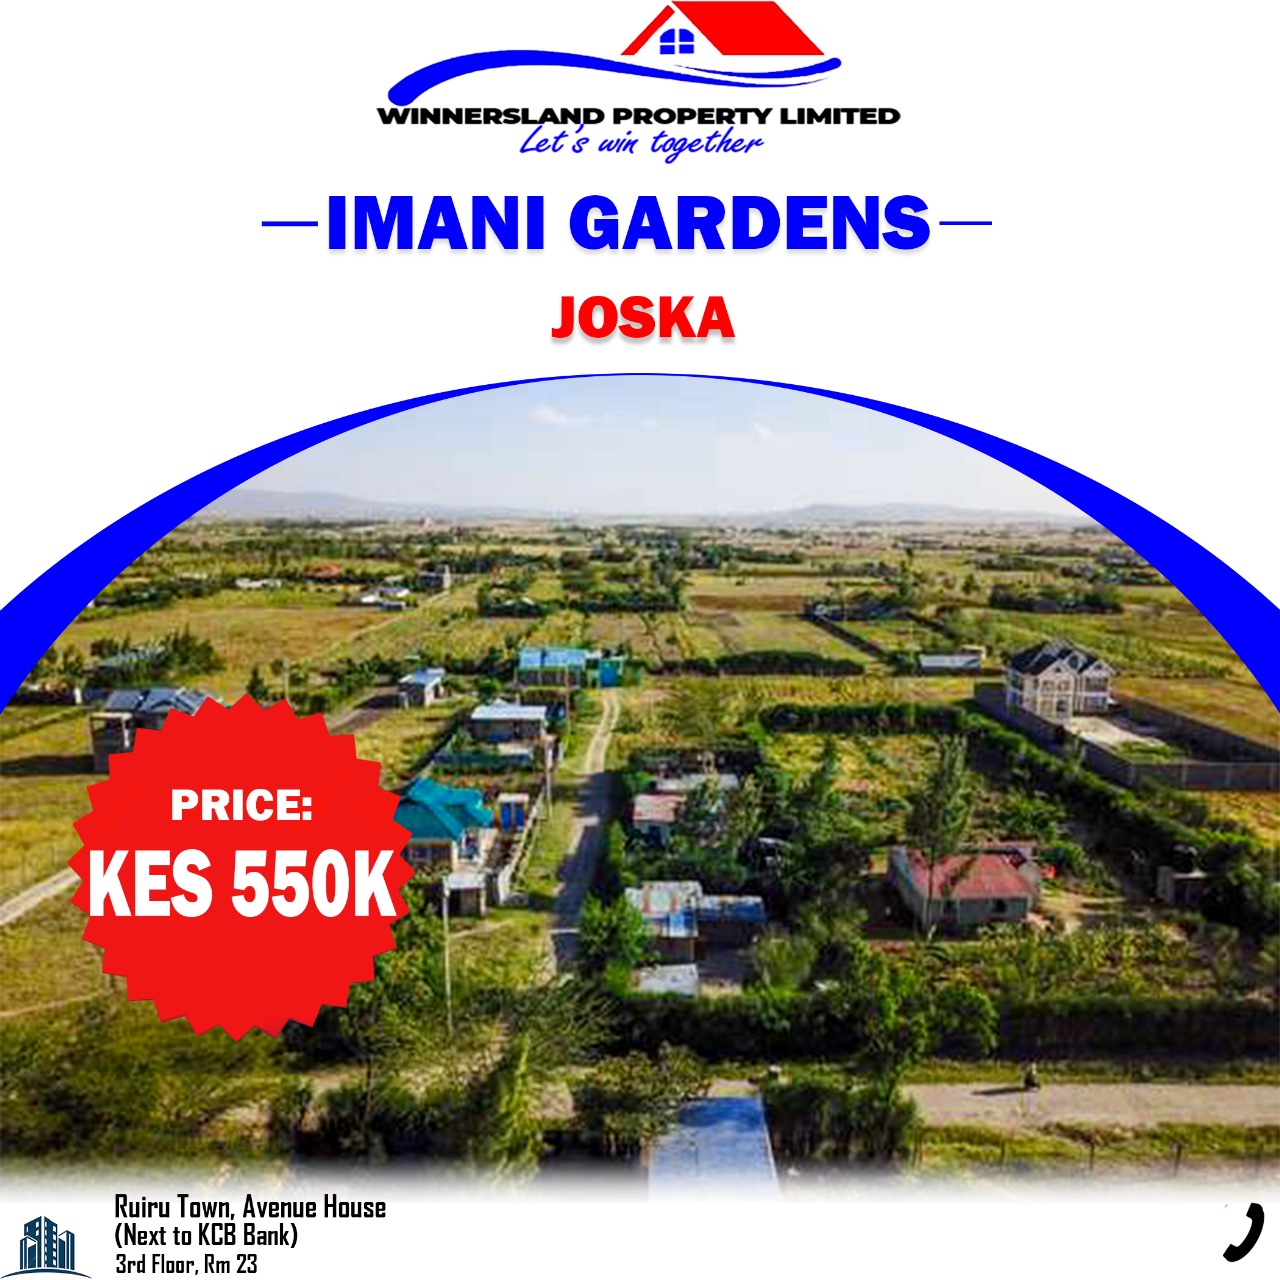 WINNERSLAND PROPERTY LIMITED
Let's win together
IMANI GARDENS
JOSKA
PRICE:
KES 550K
Ruiru Town, Avenue House
(Next to KCB Bank)
3rd Floor, Rm 23